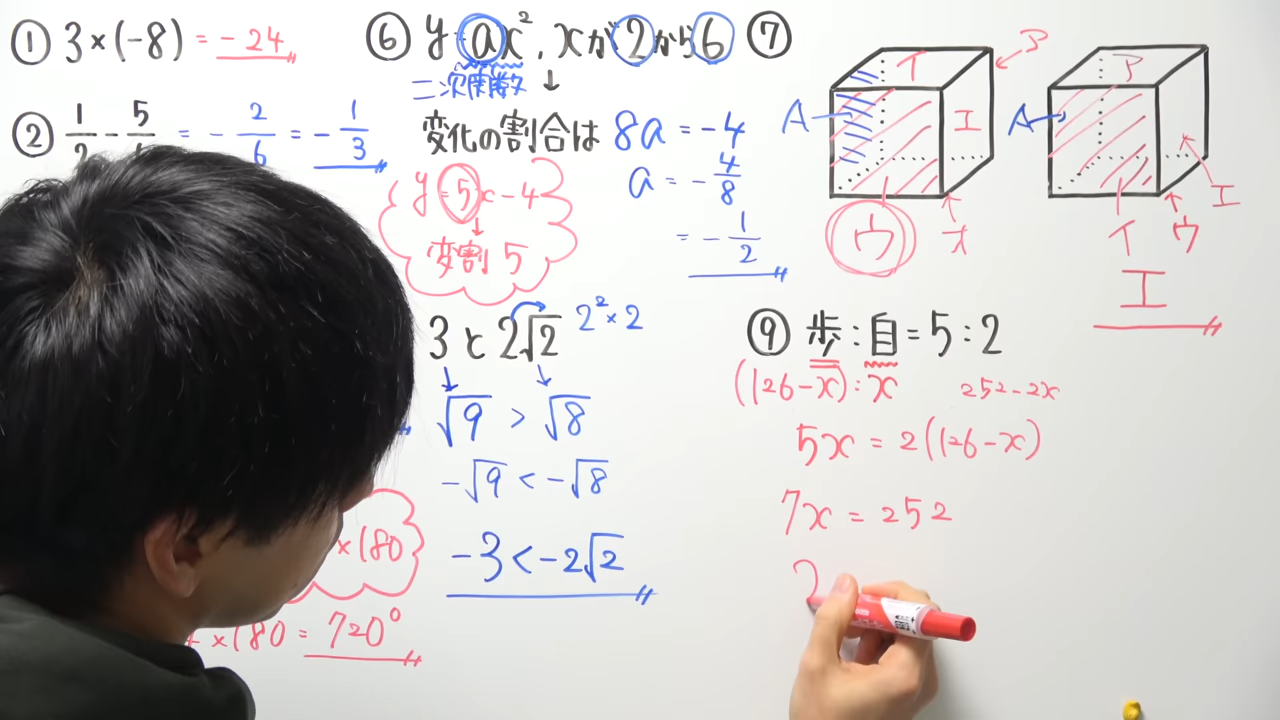 ① 3×(-8) = -24
② 1/2 - 5/ = - 2/6 = - 1/3
×180
×180 = 720°
⑥ y=ax², xが2から6
二次関数 ↓
変化の割合は 8a = -4
a = - 4/8
= - 1/2
y=5x-4
↓
変割 5
3と2√2 2²×2
↓ ↓
√9 > √8
-√9 < -√8
-3 < -2√2
⑦
ア
イ
A
エ
ウ
オ
ア
A
エ
イ
ウ
エ
⑨ 歩:自=5:2
(126-x):x 252-2x
5x = 2(126-x)
7x = 252